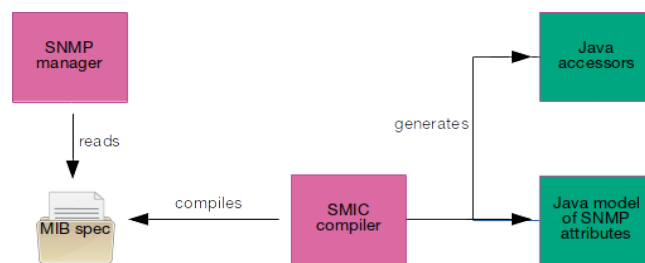 SNMP
manager
Java
accessors
reads
generates
compiles
MIB spec
SMIC
compiler
Java model
of SNMP
attributes